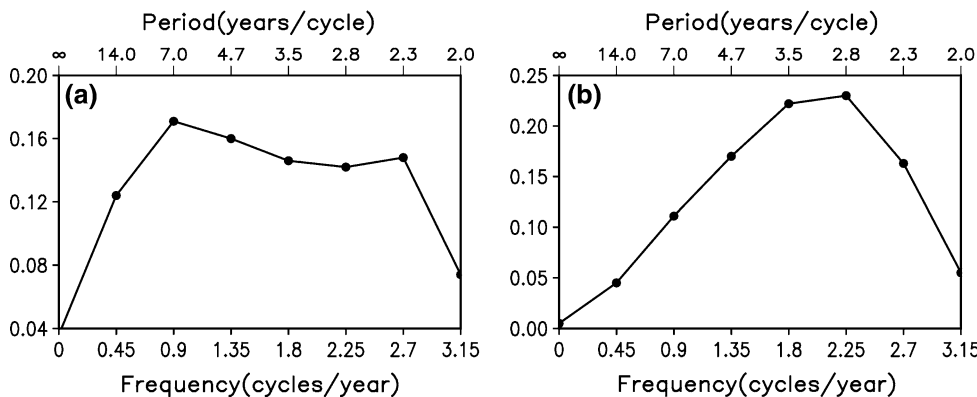 Period(years/cycle)
∞ 14.0 7.0 4.7 3.5 2.8 2.3 2.0
0.20
(a)
0.16
0.12
0.08
0.04
0 0.45 0.9 1.35 1.8 2.25 2.7 3.15
Frequency(cycles/year)
Period(years/cycle)
∞ 14.0 7.0 4.7 3.5 2.8 2.3 2.0
0.25
(b)
0.20
0.15
0.10
0.05
0.00
0 0.45 0.9 1.35 1.8 2.25 2.7 3.15
Frequency(cycles/year)